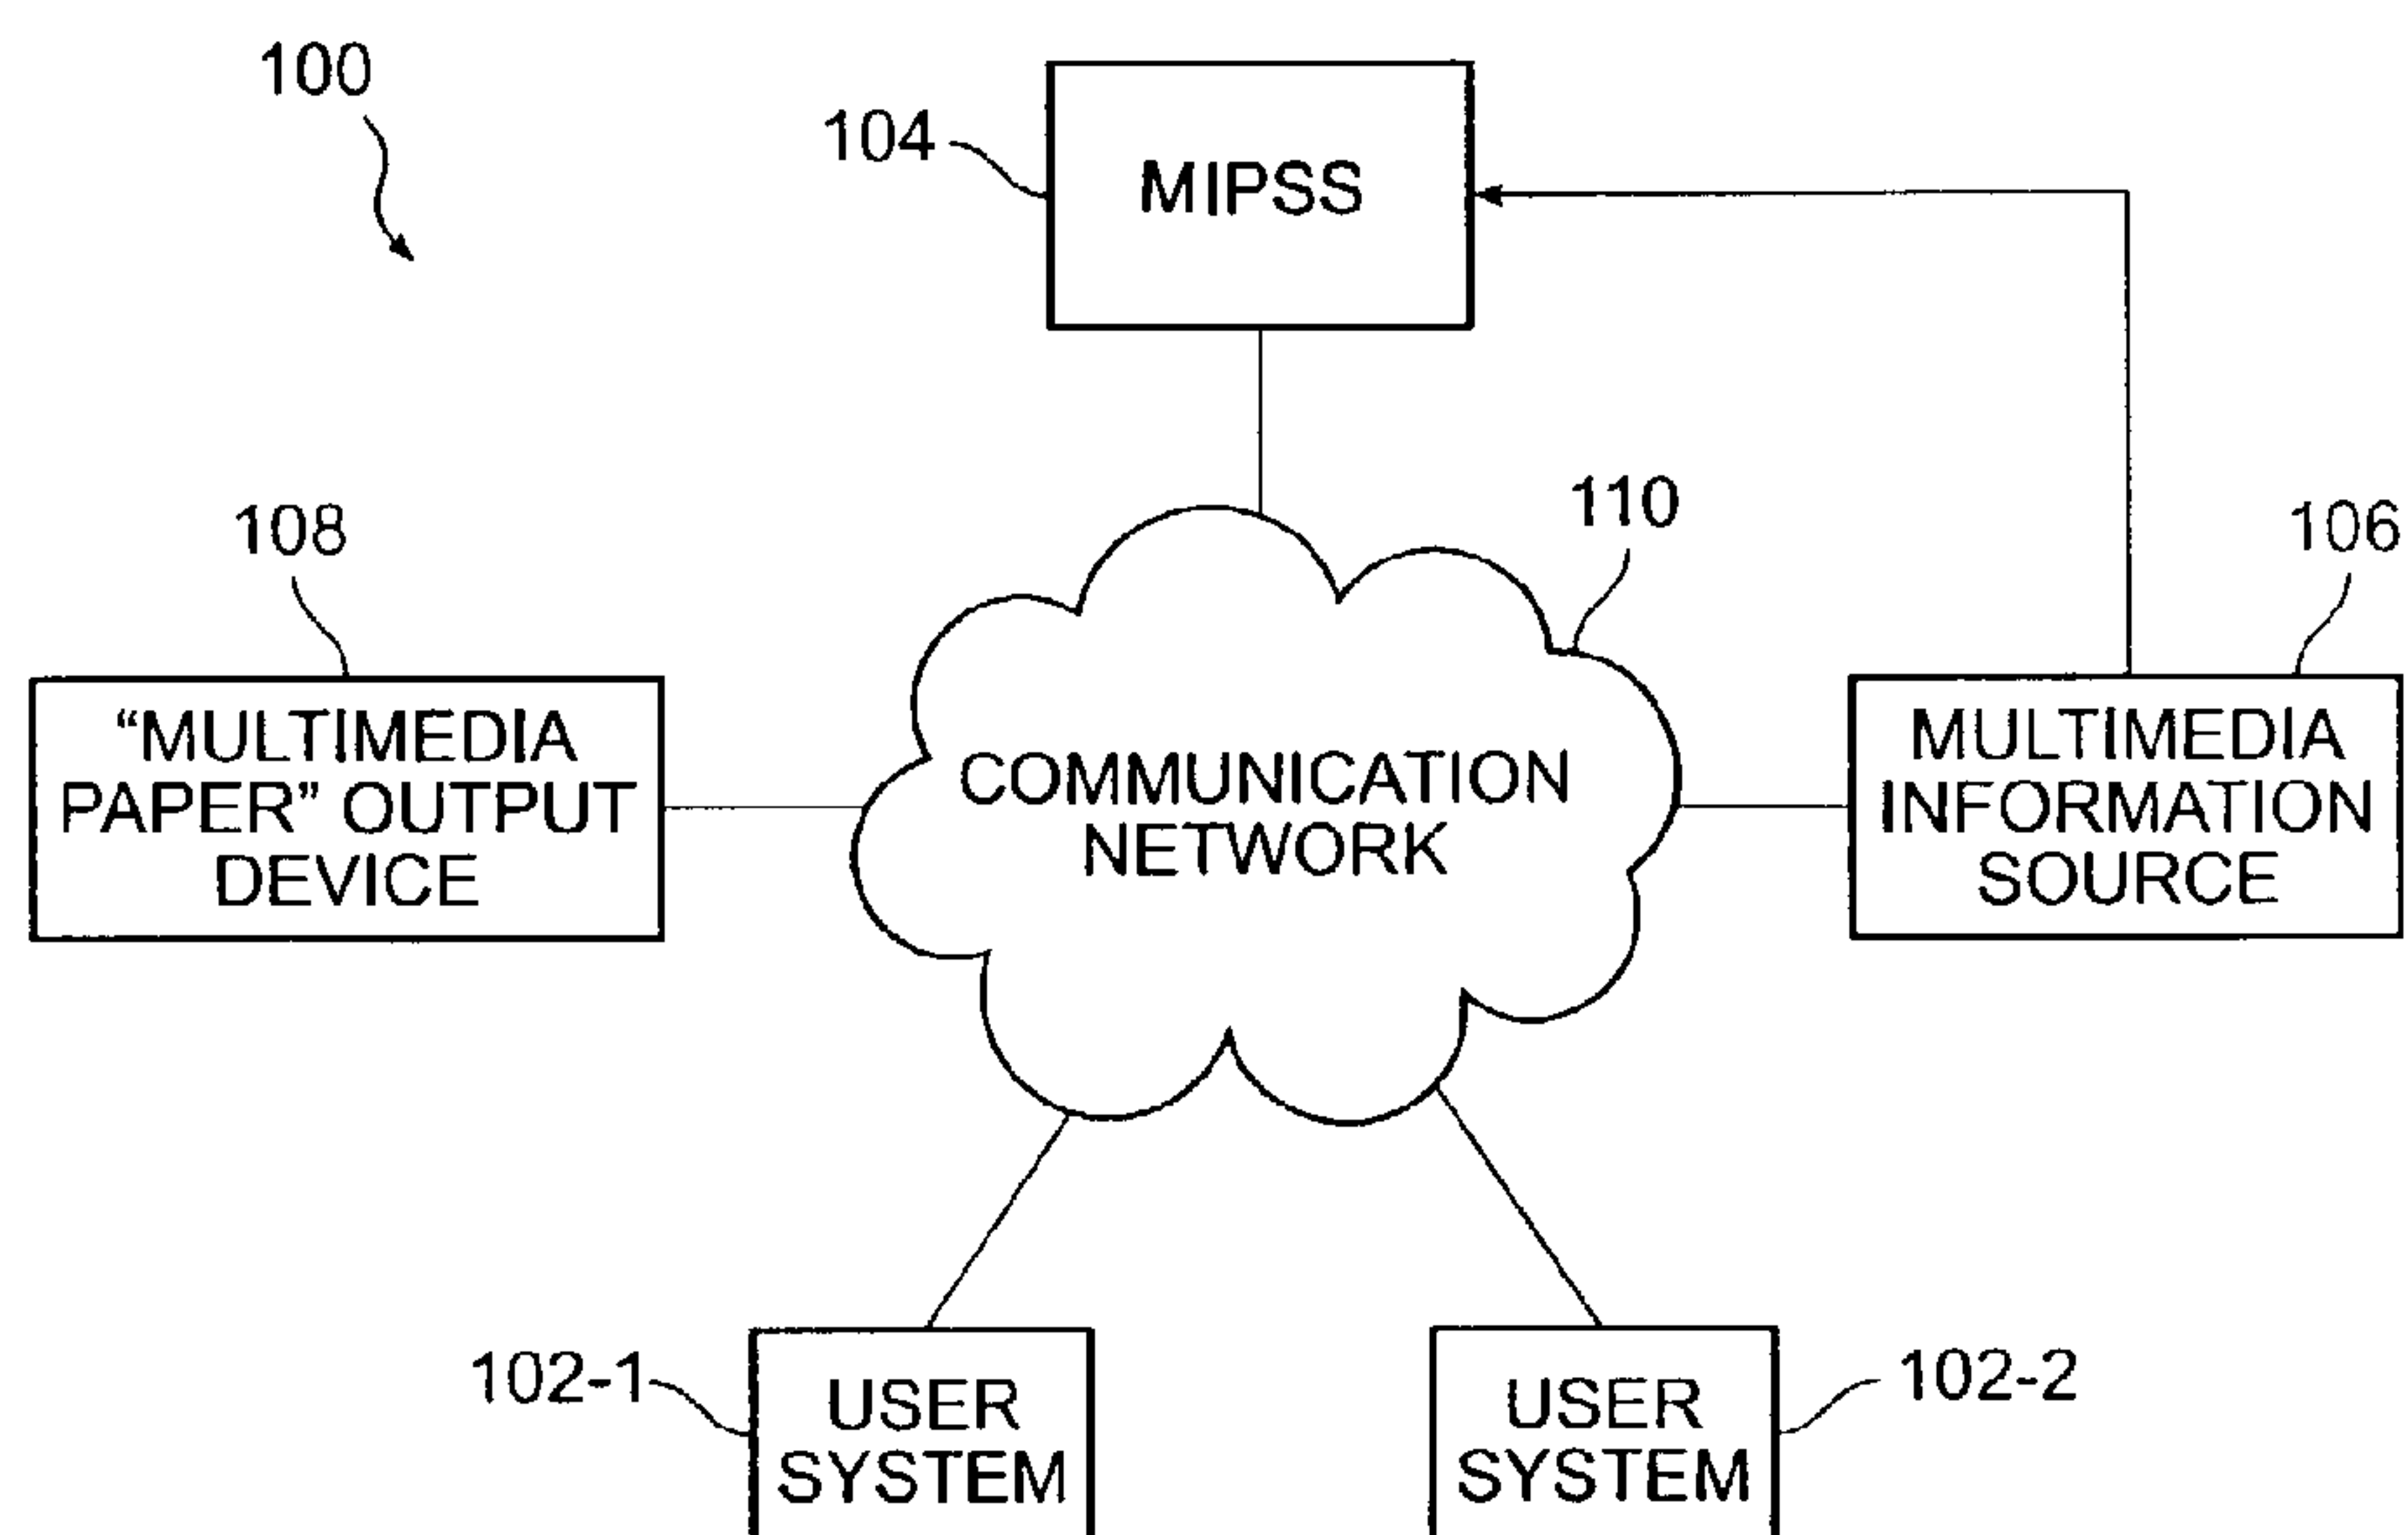 100
104
MIPSS
110
108
106
“MULTIMEDIA
PAPER” OUTPUT
DEVICE
COMMUNICATION
NETWORK
MULTIMEDIA
INFORMATION
SOURCE
102-1
USER
SYSTEM
USER
SYSTEM
102-2